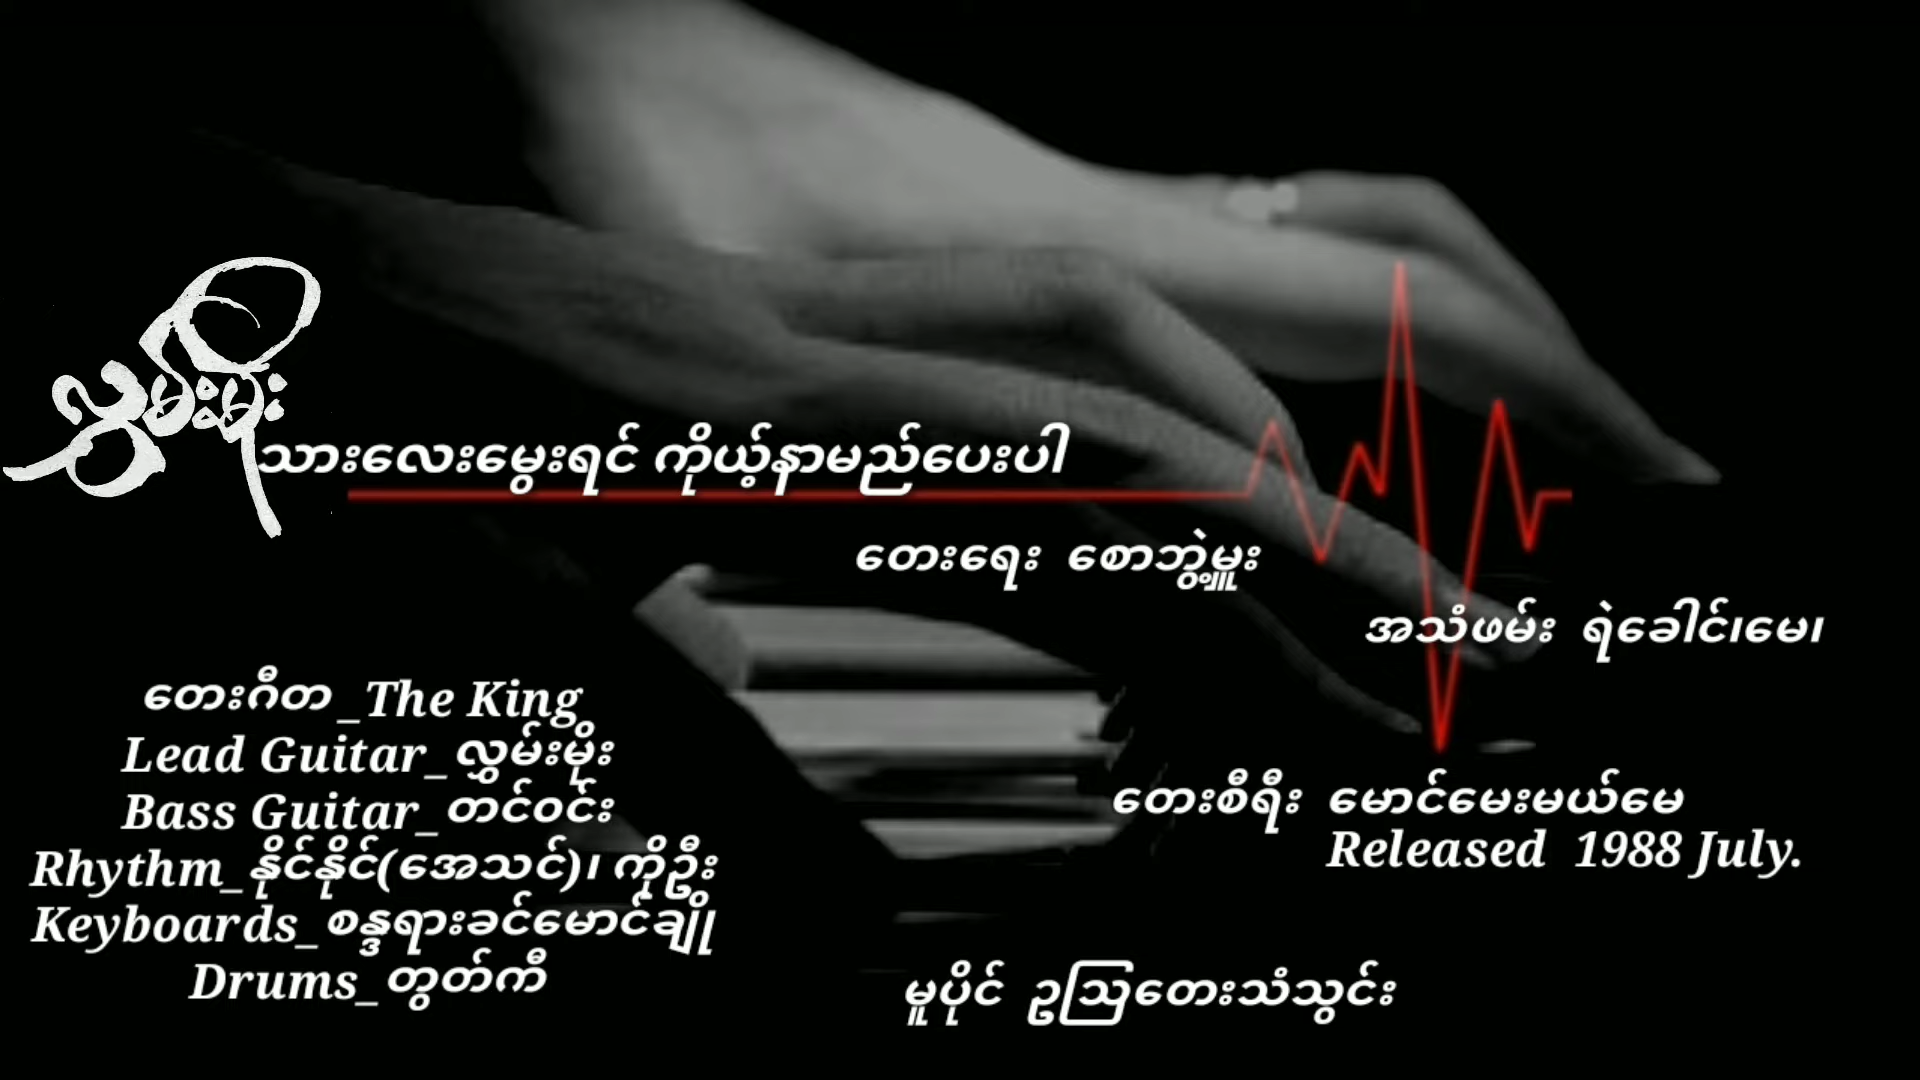 လွှမ်းမိုး
သားလေးမွေးရင် ကိုယ့်နာမည်ပေးပါ
တေးရေး စောဘွဲ့မှူး
အသံဖမ်း ရဲခေါင်၊မေ၊
တေးဂီတ_The King
Lead Guitar_လွှမ်းမိုး
Bass Guitar_တင်ဝင်း
Rhythm_နိုင်နိုင်(အေသင်)၊ ကိုဦး
Keyboards_စန္ဒရားခင်မောင်ချို
Drums_တွတ်ကီ
တေးစီရီး မောင်မေးမယ်မေ
Released 1988 July.
မူပိုင် ဥဩတေးသံသွင်း